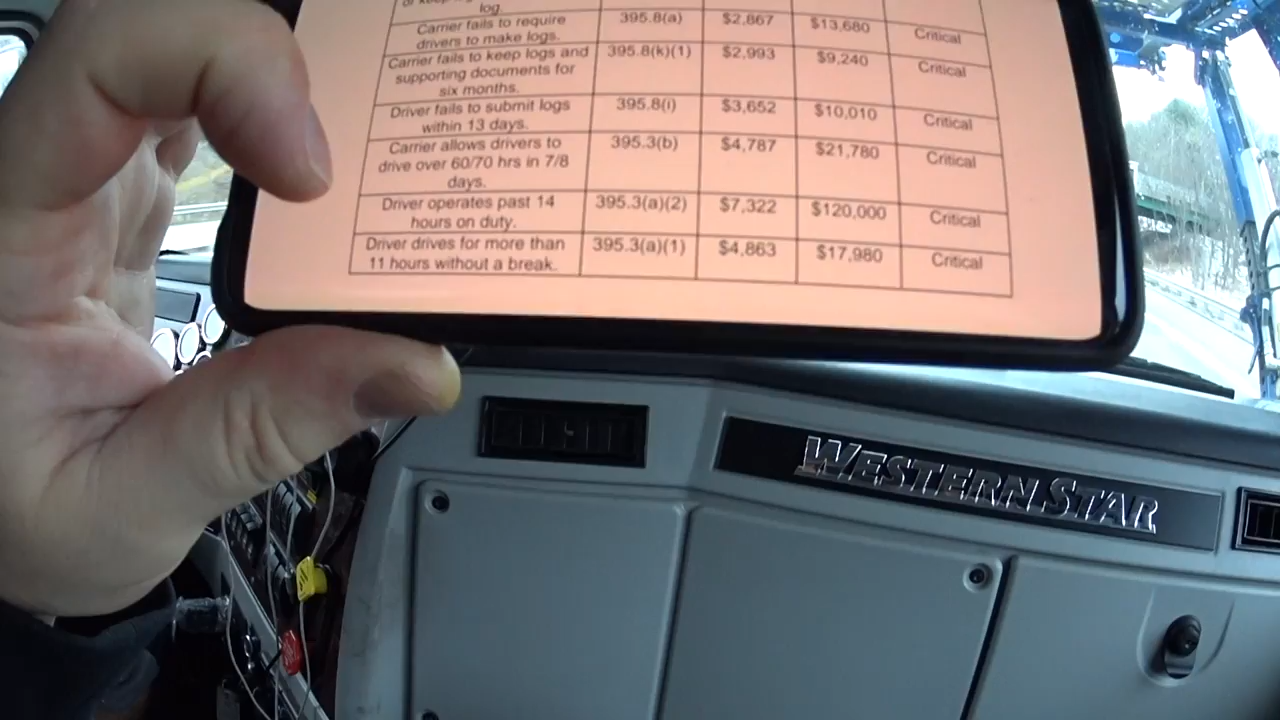 log.
Carrier fails to require
drivers to make logs.
395.8(a)
$2,867
$13,680
Critical
Carrier fails to keep logs and
supporting documents for
six months.
395.8(k)(1)
$2,993
$9,240
Critical
Driver fails to submit logs
within 13 days.
395.8(i)
$3,652
$10,010
Critical
Carrier allows drivers to
drive over 60/70 hrs in 7/8
days.
395.3(b)
$4,787
$21,780
Critical
Driver operates past 14
hours on duty.
395.3(a)(2)
$7,322
$120,000
Critical
Driver drives for more than
11 hours without a break.
395.3(a)(1)
$4,863
$17,980
Critical
WESTERN STAR